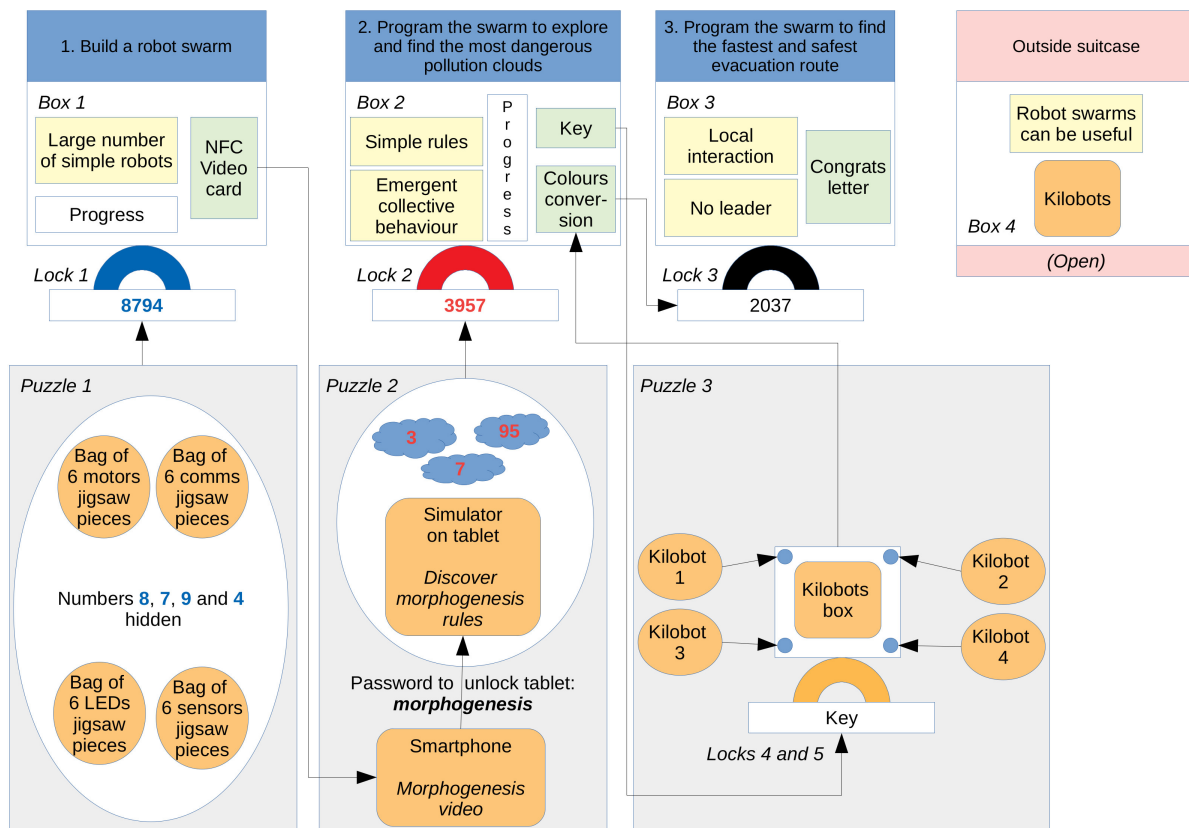 1. Build a robot swarm
Box 1
Large number
of simple robots
Progress
NFC
Video
card
Lock 1
8794
2. Program the swarm to explore
and find the most dangerous
pollution clouds
Box 2
Simple rules
Emergent
collective
behaviour
P
r
o
g
r
e
s
s
Key
Colours
conver-
sion
Lock 2
3957
3. Program the swarm to find
the fastest and safest
evacuation route
Box 3
Local
interaction
No leader
Congrats
letter
Lock 3
2037
Outside suitcase
Robot swarms
can be useful
Kilobots
Box 4
(Open)
Puzzle 1
Bag of
6 motors
jigsaw
pieces
Bag of
6 comms
jigsaw
pieces
Numbers 8, 7, 9 and 4
hidden
Bag of
6 LEDs
jigsaw
pieces
Bag of
6 sensors
jigsaw
pieces
Puzzle 2
3
95
7
Simulator
on tablet
Discover
morphogenesis
rules
Password to unlock tablet:
morphogenesis
Smartphone
Morphogenesis
video
Puzzle 3
Kilobot
1
Kilobot
2
Kilobot
3
Kilobot
4
Kilobots
box
Key
Locks 4 and 5